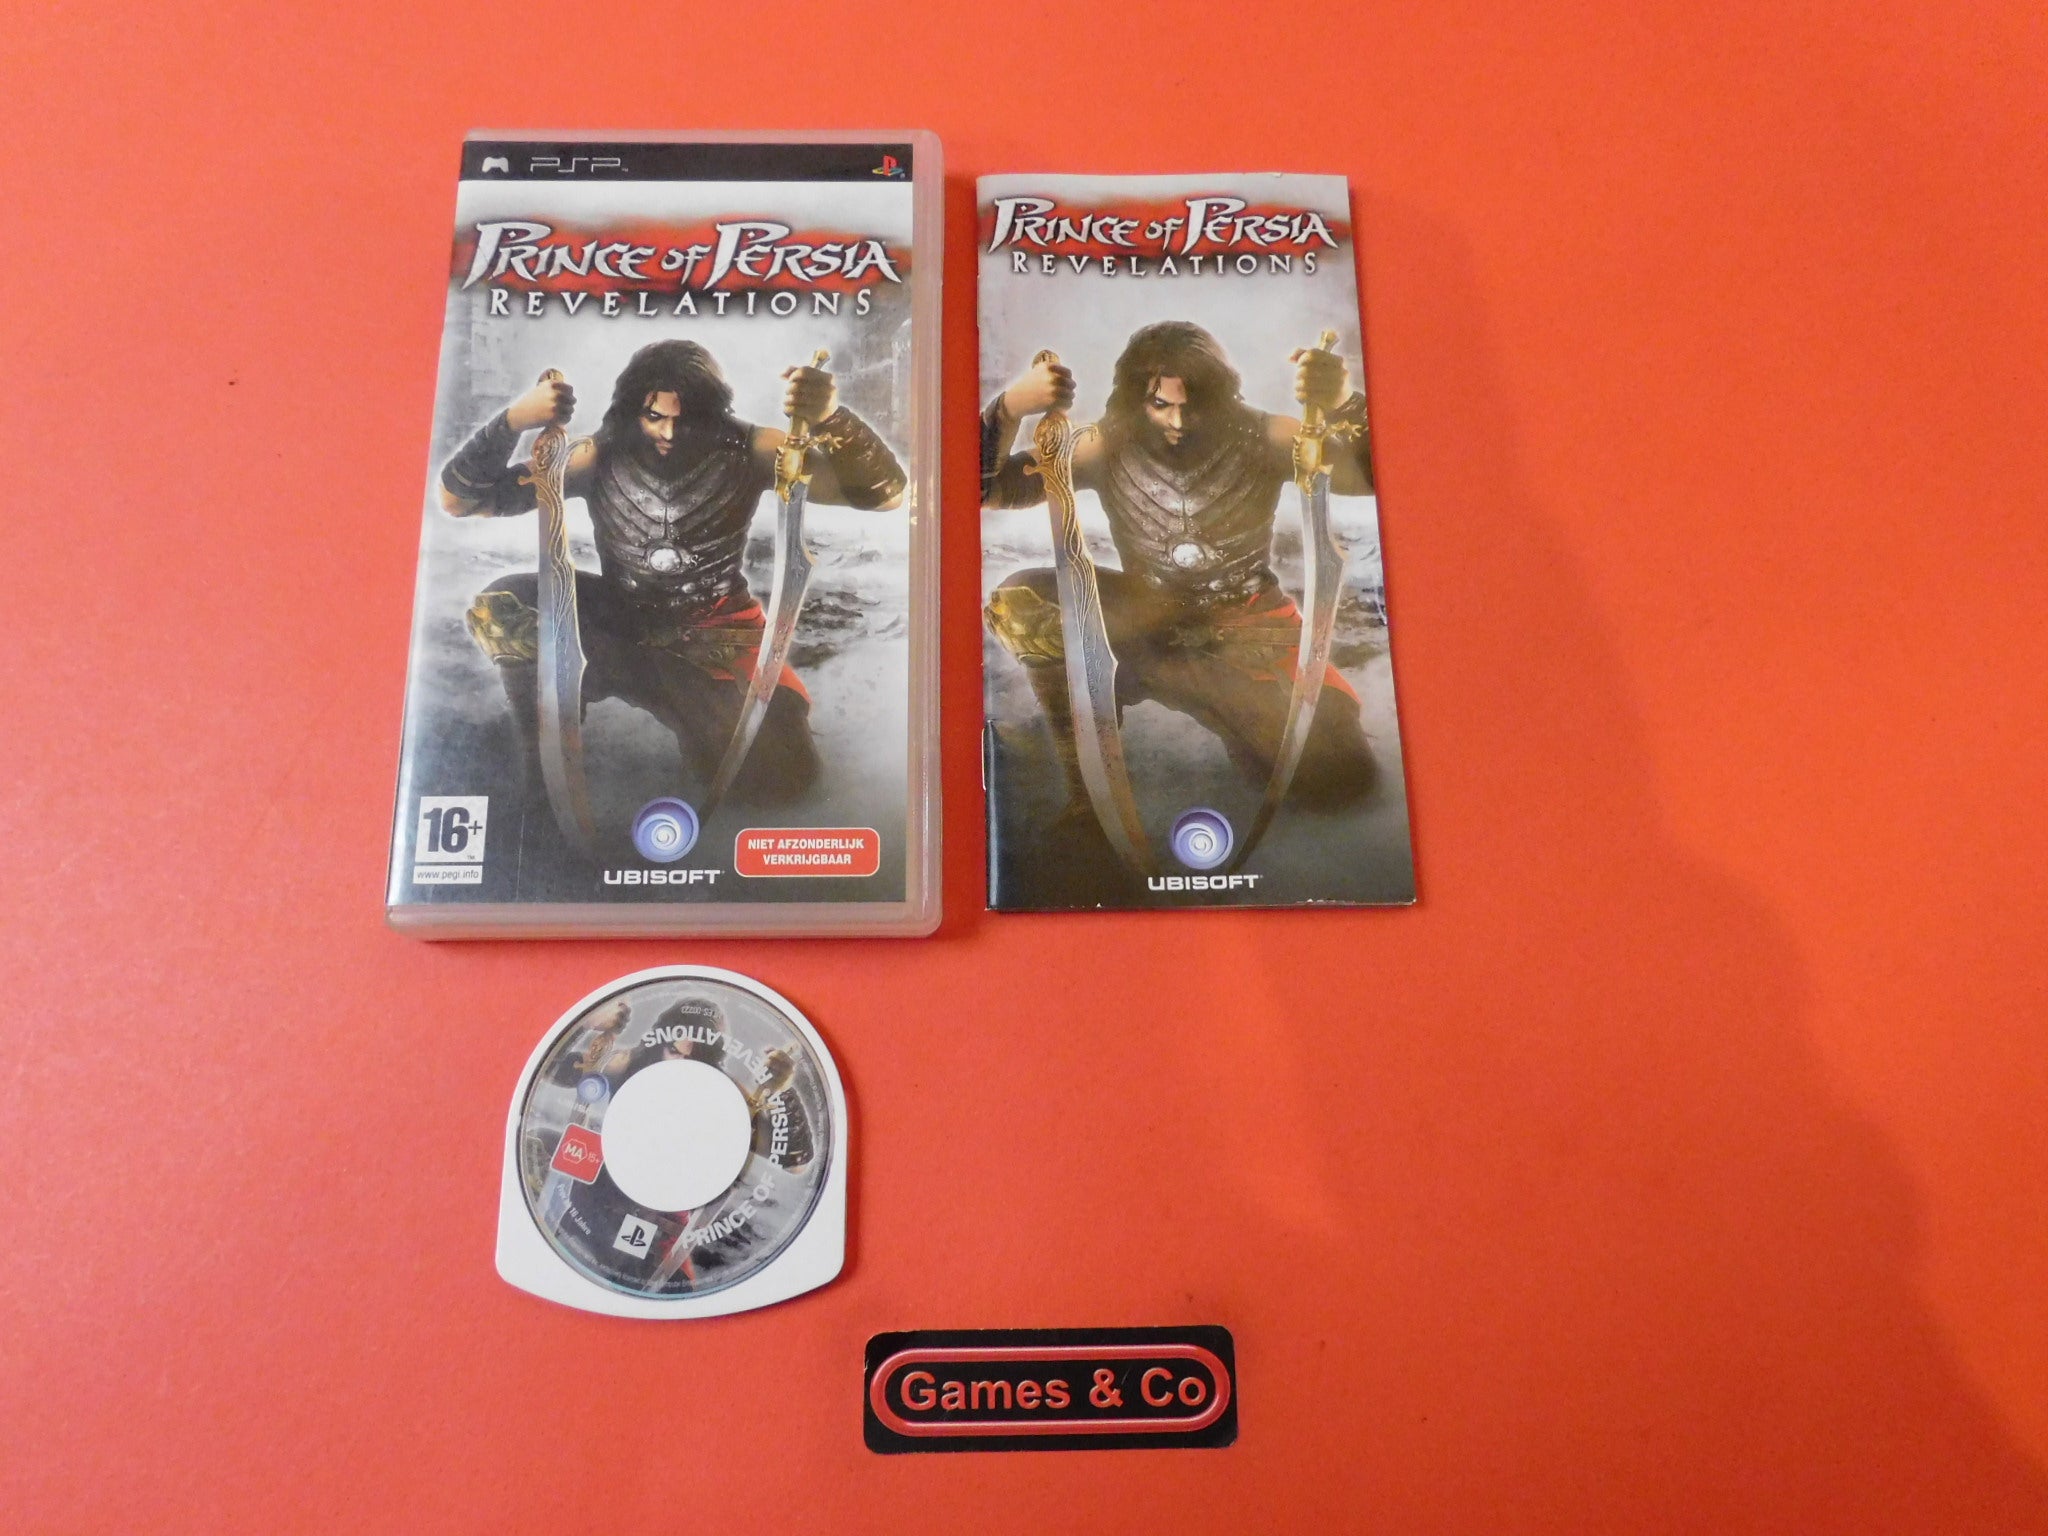 PSP
PRINCE OF PERSIA
REVELATIONS
16+
www.pegi.info
UBISOFT
NIET AFZONDERLIJK
VERKRIJGBAAR
PRINCE OF PERSIA
REVELATIONS
UBISOFT
PRINCE OF PERSIA REVELATIONS
MA 15+
Games & Co